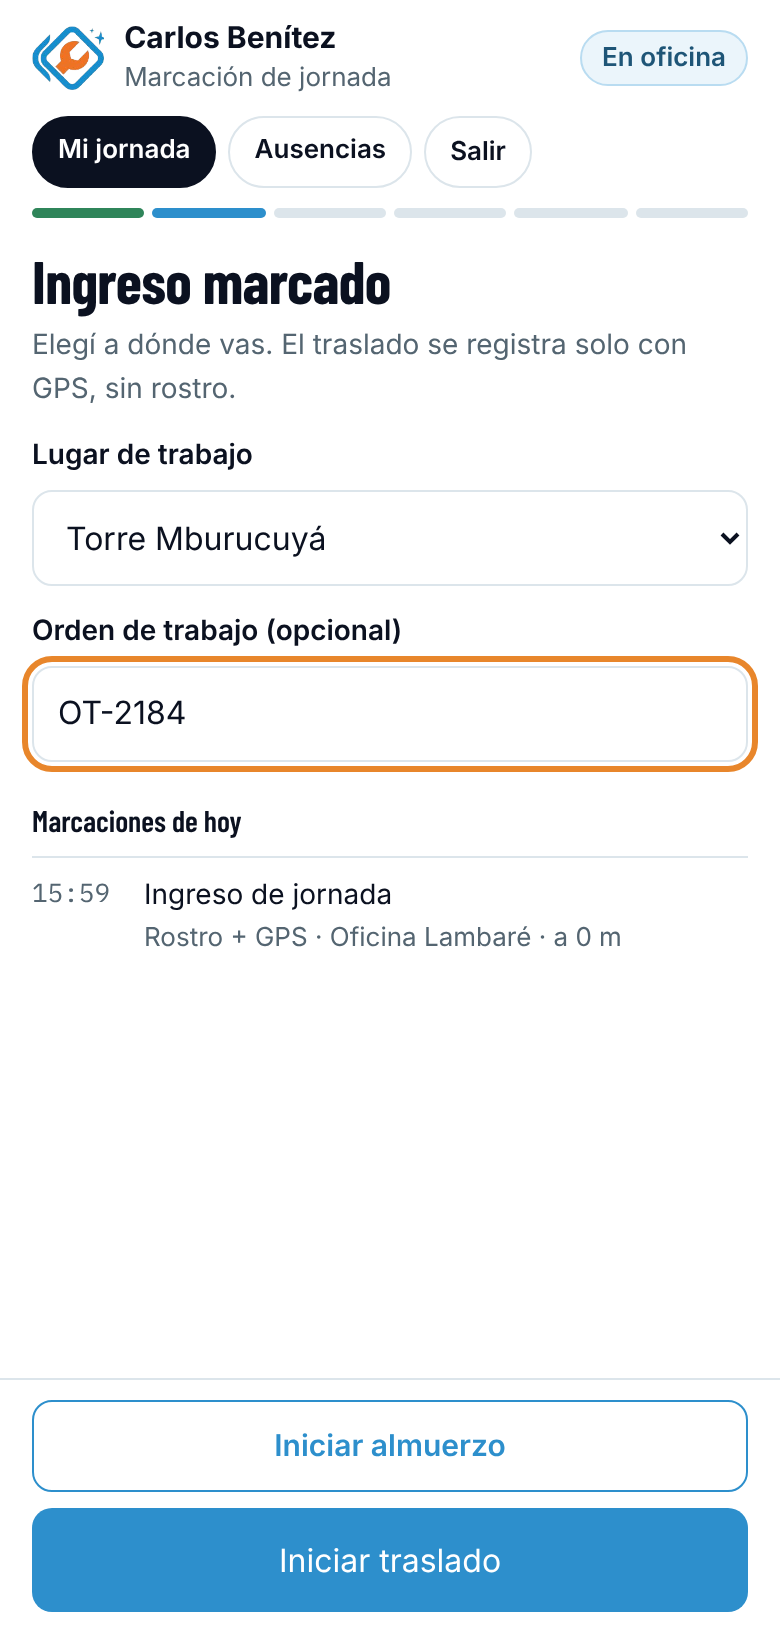 Carlos Benítez
Marcación de jornada
En oficina
Mi jornada
Ausencias
Salir
Ingreso marcado
Elegí a dónde vas. El traslado se registra solo con
GPS, sin rostro.
Lugar de trabajo
Torre Mburucuyá
Orden de trabajo (opcional)
OT-2184
Marcaciones de hoy
15:59 Ingreso de jornada
Rostro + GPS · Oficina Lambaré · a 0 m
Iniciar almuerzo
Iniciar traslado